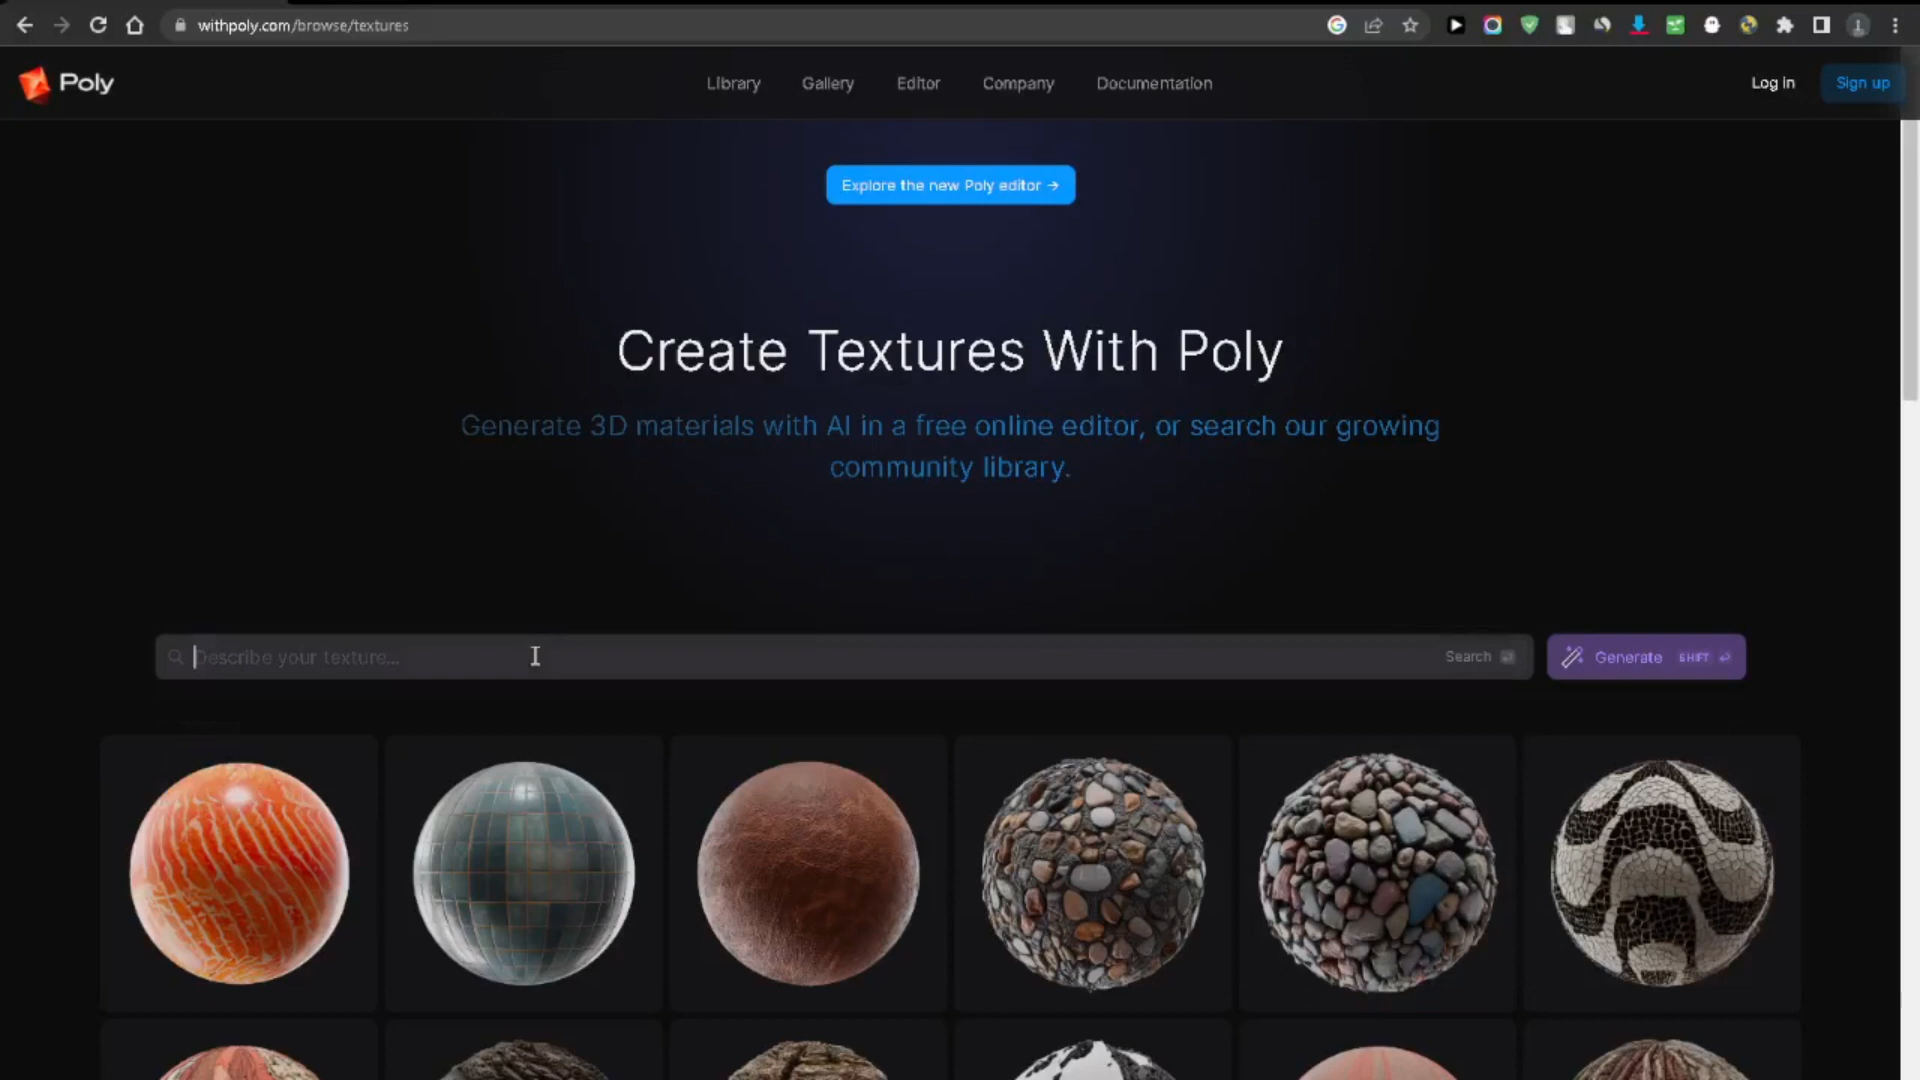 withpoly.com/browse/textures
Poly
Library
Gallery
Editor
Company
Documentation
Log in
Sign up
Explore the new Poly editor →
Create Textures With Poly
Generate 3D materials with AI in a free online editor, or search our growing
community library.
Describe your texture...
Search
Generate SHIFT